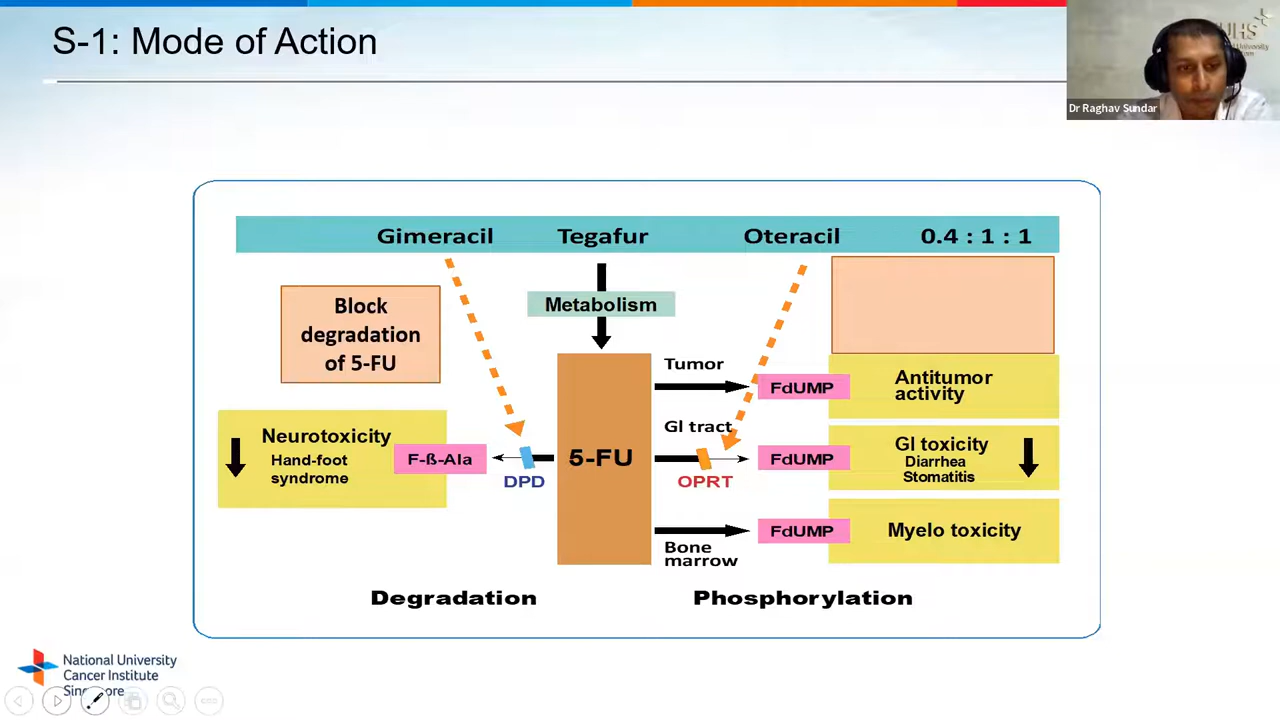 S-1: Mode of Action
Dr Raghav Sundar
Gimeracil Tegafur Oteracil 0.4 : 1 : 1
Block
degradation
of 5-FU
Metabolism
Tumor
FdUMP
Antitumor
activity
Neurotoxicity
Hand-foot
syndrome
F-ß-Ala
DPD
5-FU
GI tract
OPRT
FdUMP
GI toxicity
Diarrhea
Stomatitis
Bone
marrow
FdUMP
Myelo toxicity
Degradation
Phosphorylation
National University
Cancer Institute